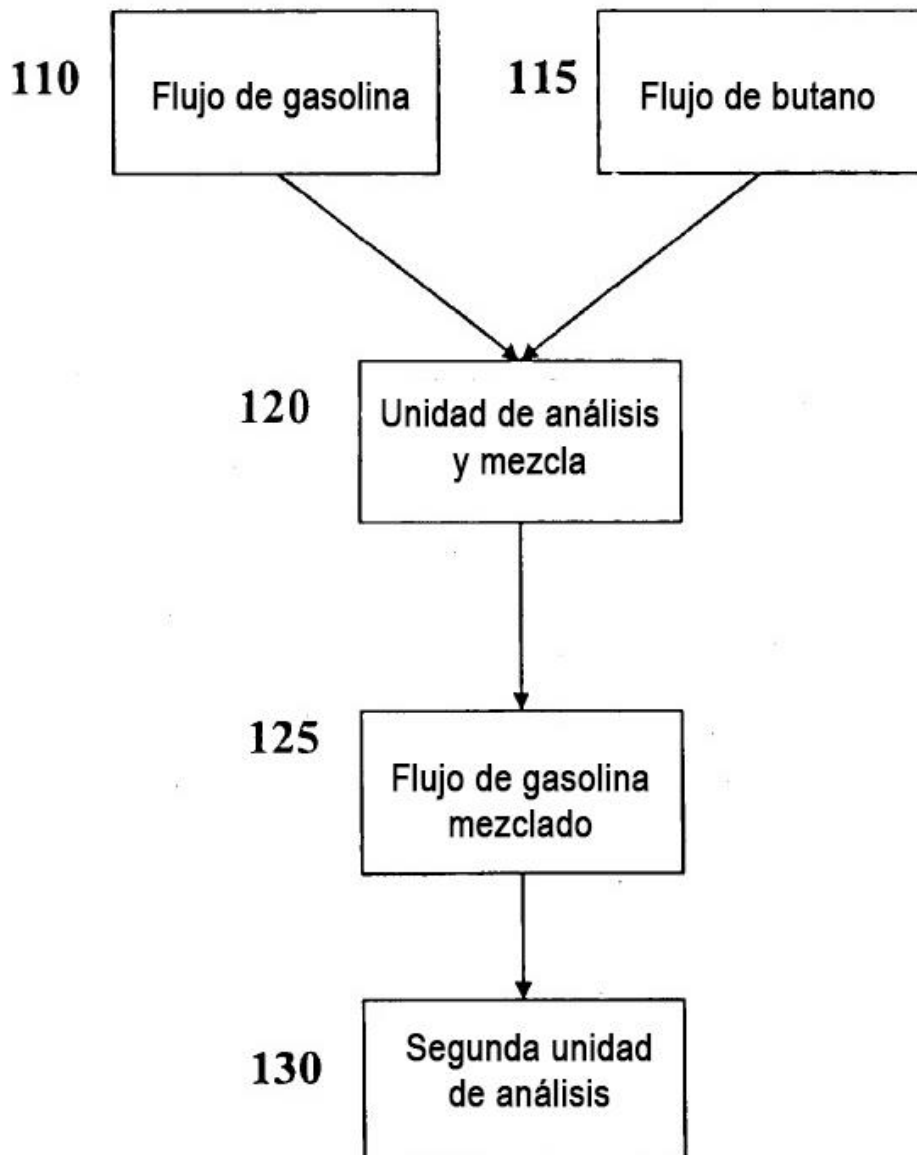 110
Flujo de gasolina
115
Flujo de butano
120
Unidad de análisis
y mezcla
125
Flujo de gasolina
mezclado
130
Segunda unidad
de análisis